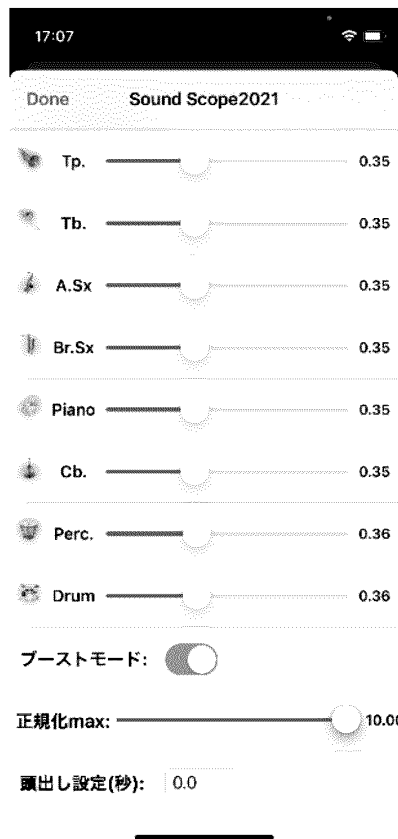 17:07
Done Sound Scope2021
Tp. 0.35
Tb. 0.35
A.Sx 0.35
Br.Sx 0.35
Piano 0.35
Cb. 0.35
Perc. 0.36
Drum 0.36
ブーストモード:
正規化max: 10.00
頭出し設定(秒): 0.0